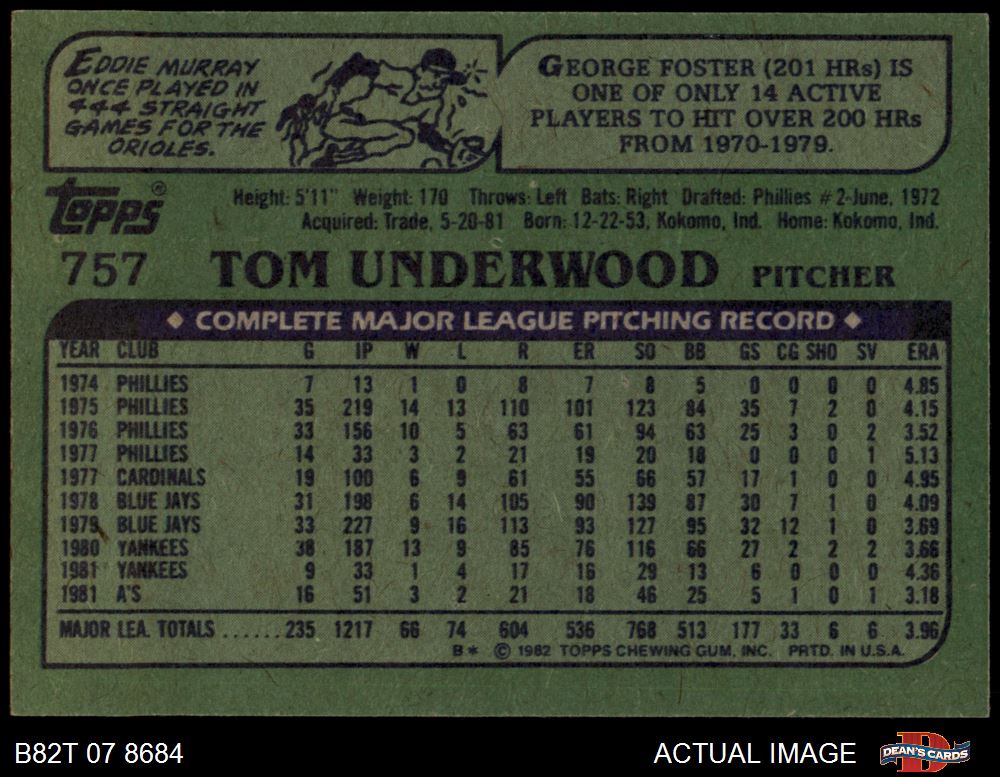 EDDIE MURRAY
ONCE PLAYED IN
444 STRAIGHT
GAMES FOR THE
ORIOLES.
GEORGE FOSTER (201 HRs) IS
ONE OF ONLY 14 ACTIVE
PLAYERS TO HIT OVER 200 HRs
FROM 1970-1979.
TOPPS®
Height: 5'11" Weight: 170 Throws: Left Bats: Right Drafted: Phillies #2-June, 1972
Acquired: Trade, 5-20-81 Born: 12-22-53, Kokomo, Ind. Home: Kokomo, Ind.
757 TOM UNDERWOOD PITCHER
◆ COMPLETE MAJOR LEAGUE PITCHING RECORD ◆
YEAR CLUB G IP W L R ER SO BB GS CG SHO SV ERA
1974 PHILLIES 7 13 1 0 8 7 8 5 0 0 0 0 4.85
1975 PHILLIES 35 219 14 13 110 101 123 84 35 7 2 0 4.15
1976 PHILLIES 33 156 10 5 63 61 94 63 25 3 0 2 3.52
1977 PHILLIES 14 33 3 2 21 19 20 18 0 0 0 1 5.13
1977 CARDINALS 19 100 6 9 61 55 66 57 17 1 0 0 4.95
1978 BLUE JAYS 31 198 6 14 105 90 139 87 30 7 1 0 4.09
1979 BLUE JAYS 33 227 9 16 113 93 127 95 32 12 1 0 3.69
1980 YANKEES 38 187 13 9 85 76 116 66 27 2 2 2 3.66
1981 YANKEES 9 33 1 4 17 16 29 13 6 0 0 0 4.36
1981 A'S 16 51 3 2 21 18 46 25 5 1 0 1 3.18
MAJOR LEA. TOTALS ......235 1217 66 74 604 536 768 513 177 33 6 6 3.96
B* © 1982 TOPPS CHEWING GUM, INC. PRTD. IN U.S.A.
B82T 07 8684 ACTUAL IMAGE DEAN'S CARDS